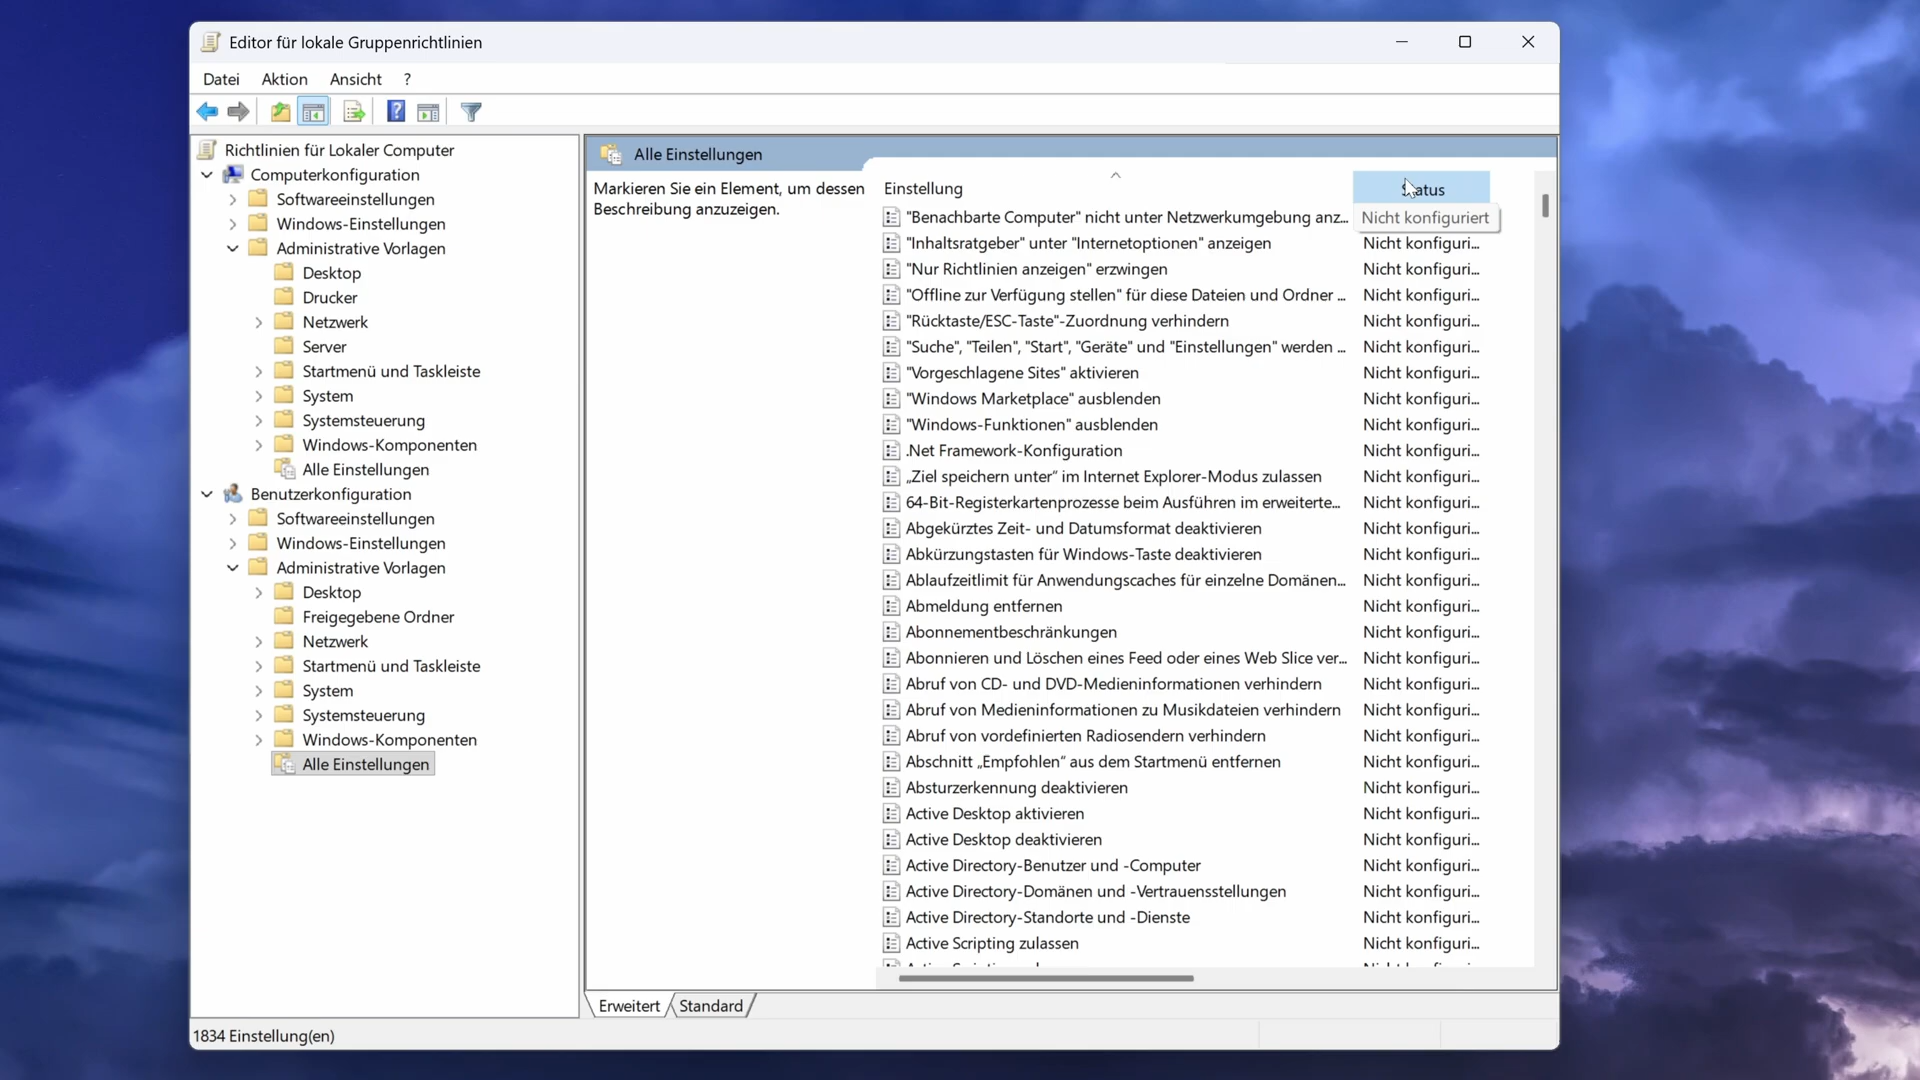 Editor für lokale Gruppenrichtlinien
Datei Aktion Ansicht ?
Richtlinien für Lokaler Computer
Computerkonfiguration
Softwareeinstellungen
Windows-Einstellungen
Administrative Vorlagen
Desktop
Drucker
Netzwerk
Server
Startmenü und Taskleiste
System
Systemsteuerung
Windows-Komponenten
Alle Einstellungen
Benutzerkonfiguration
Softwareeinstellungen
Windows-Einstellungen
Administrative Vorlagen
Desktop
Freigegebene Ordner
Netzwerk
Startmenü und Taskleiste
System
Systemsteuerung
Windows-Komponenten
Alle Einstellungen
Alle Einstellungen
Markieren Sie ein Element, um dessen
Beschreibung anzuzeigen.
Einstellung Status
"Benachbarte Computer" nicht unter Netzwerkumgebung anz... Nicht konfiguriert
"Inhaltsratgeber" unter "Internetoptionen" anzeigen Nicht konfiguri...
"Nur Richtlinien anzeigen" erzwingen Nicht konfiguri...
"Offline zur Verfügung stellen" für diese Dateien und Ordner ... Nicht konfiguri...
"Rücktaste/ESC-Taste"-Zuordnung verhindern Nicht konfiguri...
"Suche", "Teilen", "Start", "Geräte" und "Einstellungen" werden ... Nicht konfiguri...
"Vorgeschlagene Sites" aktivieren Nicht konfiguri...
"Windows Marketplace" ausblenden Nicht konfiguri...
"Windows-Funktionen" ausblenden Nicht konfiguri...
.Net Framework-Konfiguration Nicht konfiguri...
„Ziel speichern unter“ im Internet Explorer-Modus zulassen Nicht konfiguri...
64-Bit-Registerkartenprozesse beim Ausführen im erweiterte... Nicht konfiguri...
Abgekürztes Zeit- und Datumsformat deaktivieren Nicht konfiguri...
Abkürzungstasten für Windows-Taste deaktivieren Nicht konfiguri...
Ablaufzeitlimit für Anwendungscaches für einzelne Domänen... Nicht konfiguri...
Abmeldung entfernen Nicht konfiguri...
Abonnementbeschränkungen Nicht konfiguri...
Abonnieren und Löschen eines Feed oder eines Web Slice ver... Nicht konfiguri...
Abruf von CD- und DVD-Medieninformationen verhindern Nicht konfiguri...
Abruf von Medieninformationen zu Musikdateien verhindern Nicht konfiguri...
Abruf von vordefinierten Radiosendern verhindern Nicht konfiguri...
Abschnitt „Empfohlen“ aus dem Startmenü entfernen Nicht konfiguri...
Absturzerkennung deaktivieren Nicht konfiguri...
Active Desktop aktivieren Nicht konfiguri...
Active Desktop deaktivieren Nicht konfiguri...
Active Directory-Benutzer und -Computer Nicht konfiguri...
Active Directory-Domänen und -Vertrauensstellungen Nicht konfiguri...
Active Directory-Standorte und -Dienste Nicht konfiguri...
Active Scripting zulassen Nicht konfiguri...
Erweitert Standard
1834 Einstellung(en)